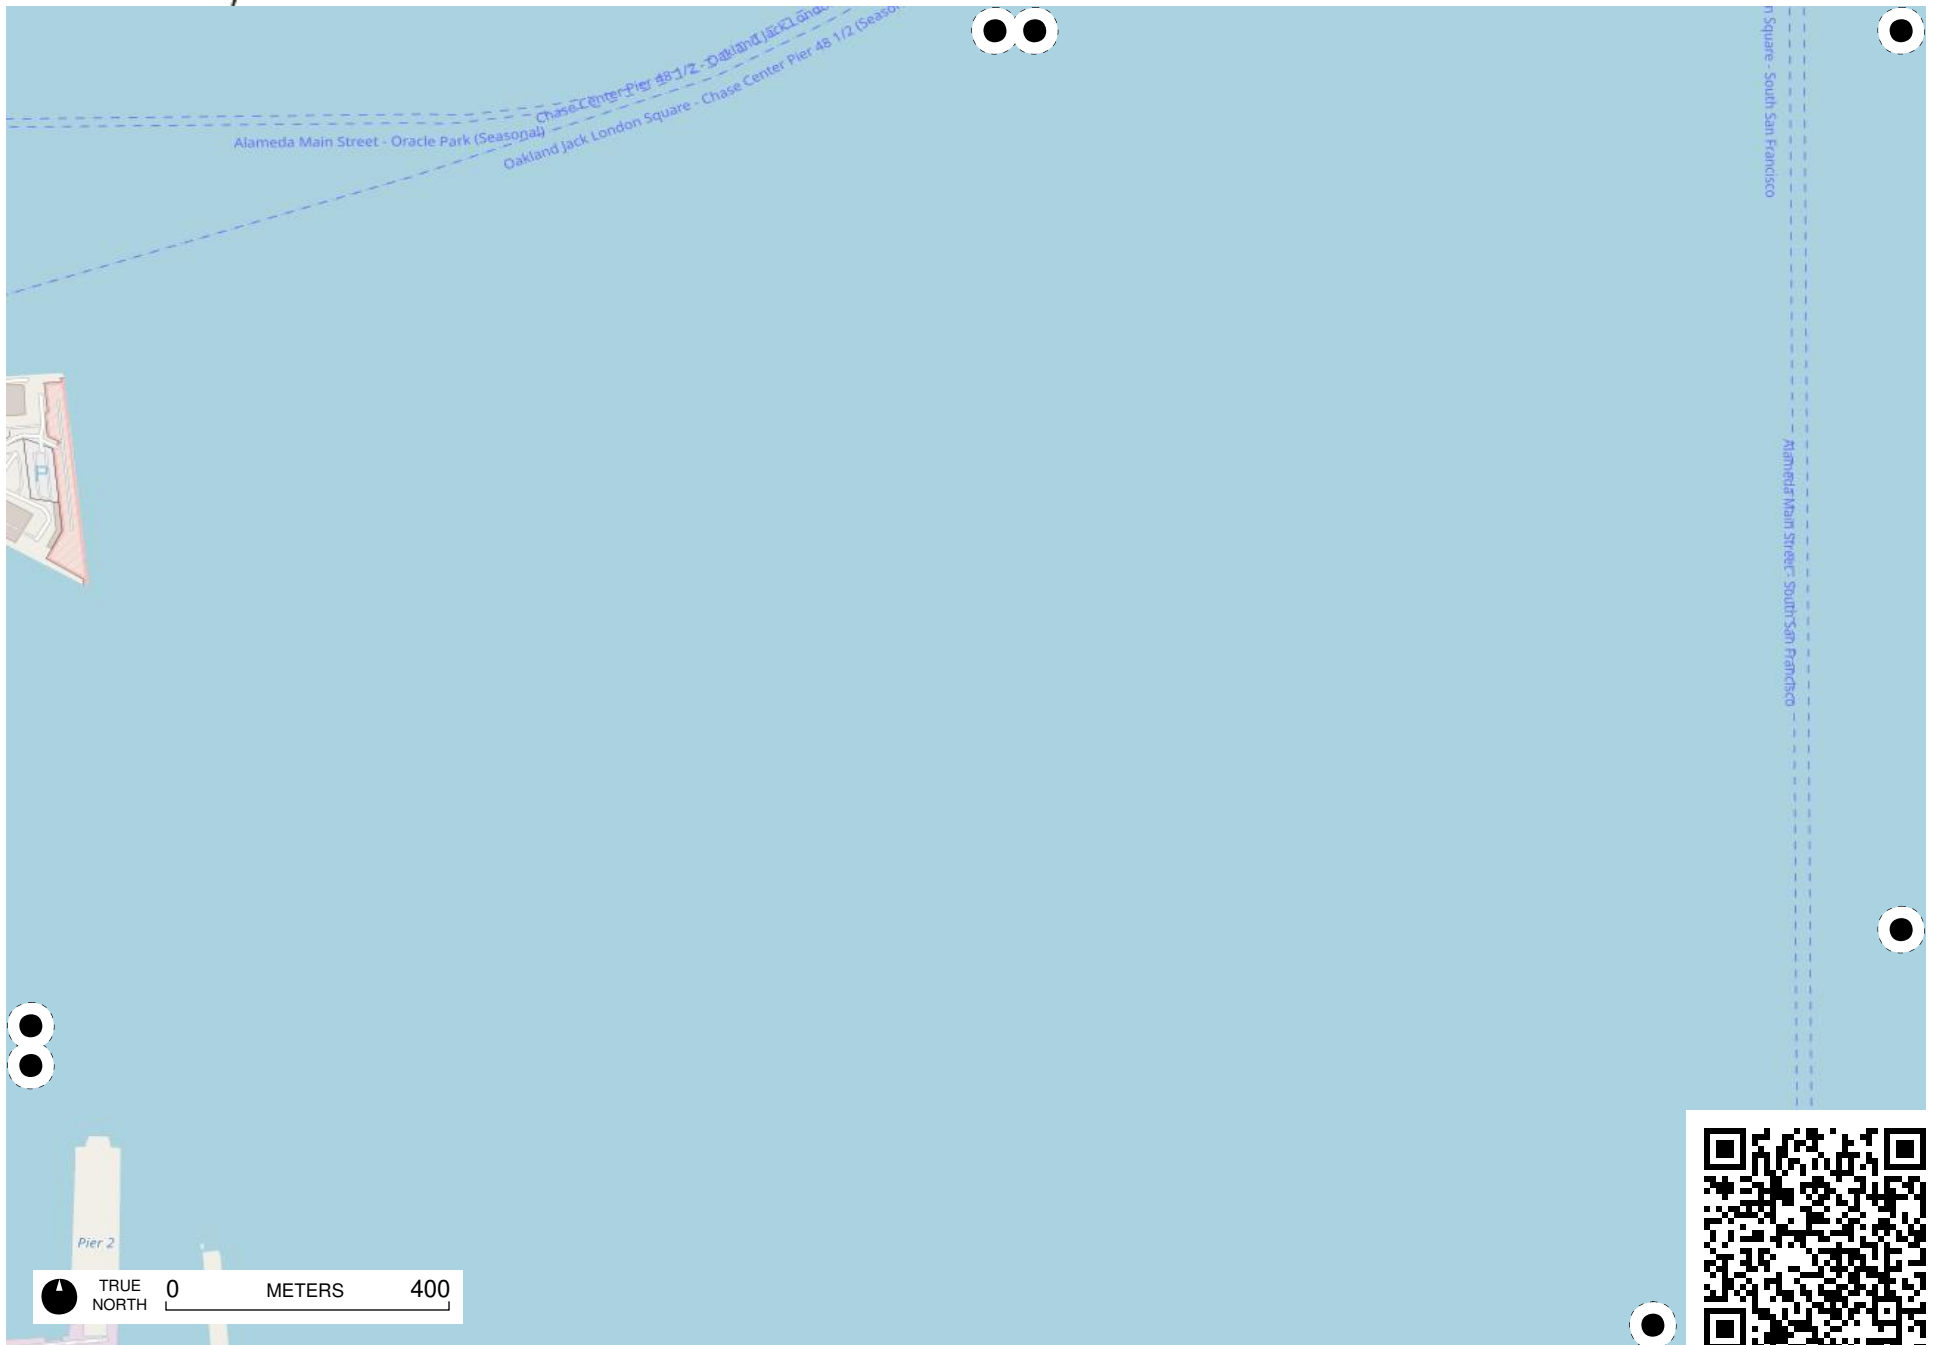 Chase Center Pier 48 1/2 - Oakland Jack Londo
Oakland Jack London Square - Chase Center Pier 48 1/2 (Seaso
Alameda Main Street - Oracle Park (Seasonal)
n Square - South San Francisco
Alameda Main Street - South San Francisco
P
Pier 2
TRUE NORTH
0 METERS 400